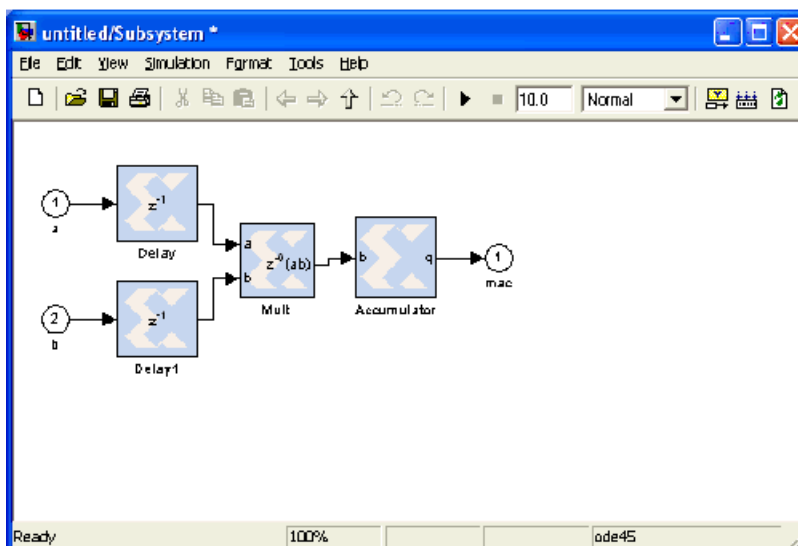 untitled/Subsystem *
File Edit View Simulation Format Tools Help
10.0 Normal
1
a
z-1
Delay
2
b
z-1
Delay1
a
b
z-0(ab)
Mult
b q
Accumulator
1
mac
Ready 100% ode45